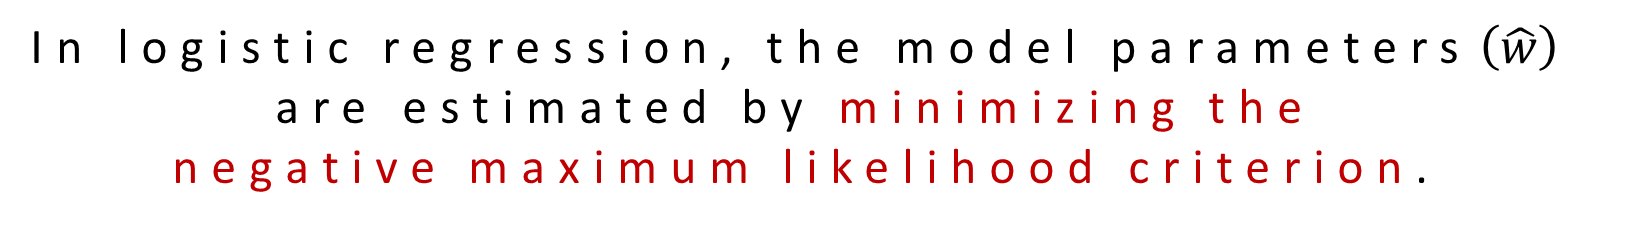 In logistic regression, the model parameters (ŵ)
are estimated by minimizing the
negative maximum likelihood criterion.